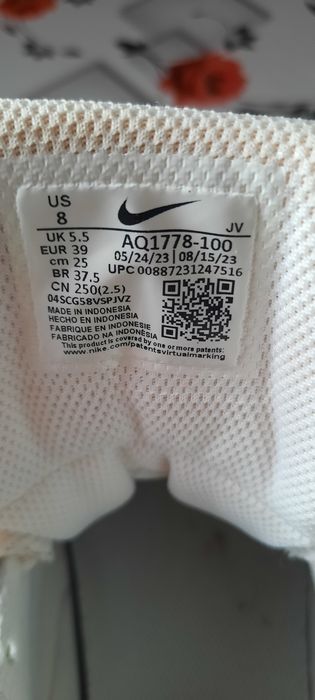 US
8
JV
UK 5.5
EUR 39
cm 25
BR 37.5
CN 250(2.5)
AQ1778-100
05/24/23 | 08/15/23
UPC 00887231247516
04SCG58VSPJVZ
MADE IN INDONESIA
HECHO EN INDONESIA
FABRIQUE EN INDONESIE
FABRICADO NA INDONÉSIA
This product is covered by one or more patents:
www.nike.com/patentsvirtualmarking